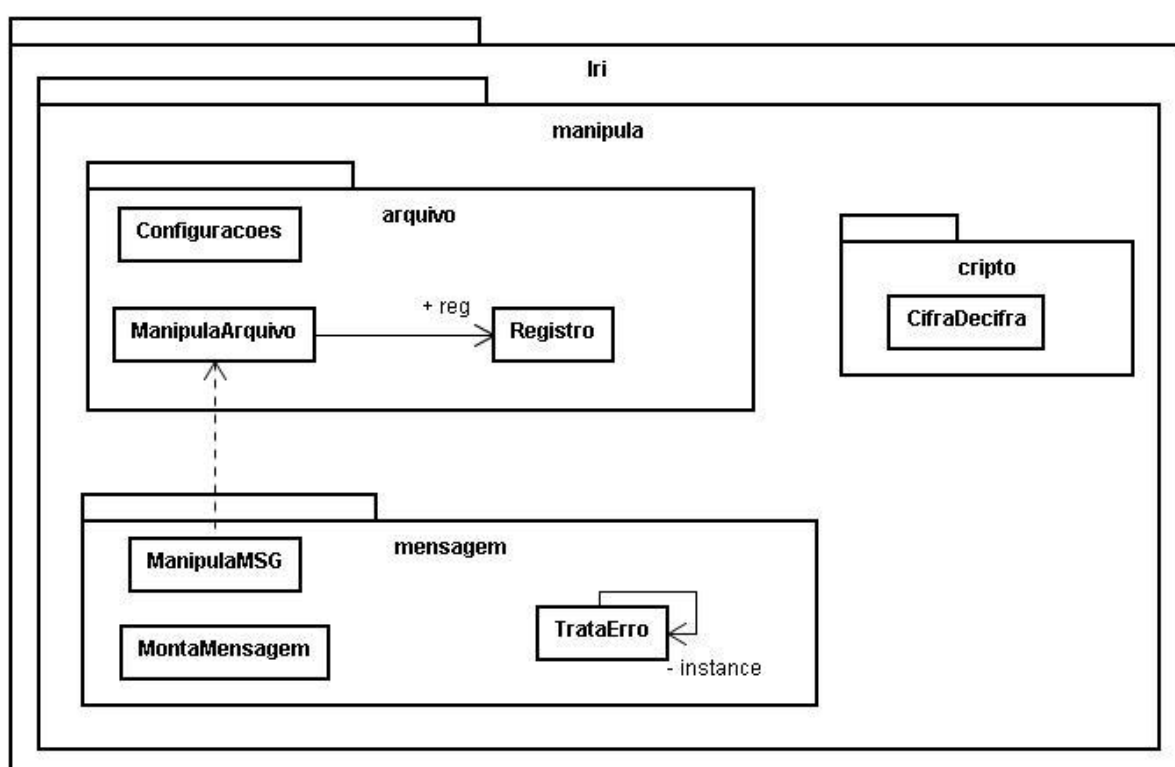 lri
manipula
arquivo
Configuracoes
cripto
CifraDecifra
+ reg
ManipulaArquivo
Registro
mensagem
ManipulaMSG
TrataErro
MontaMensagem
- instance